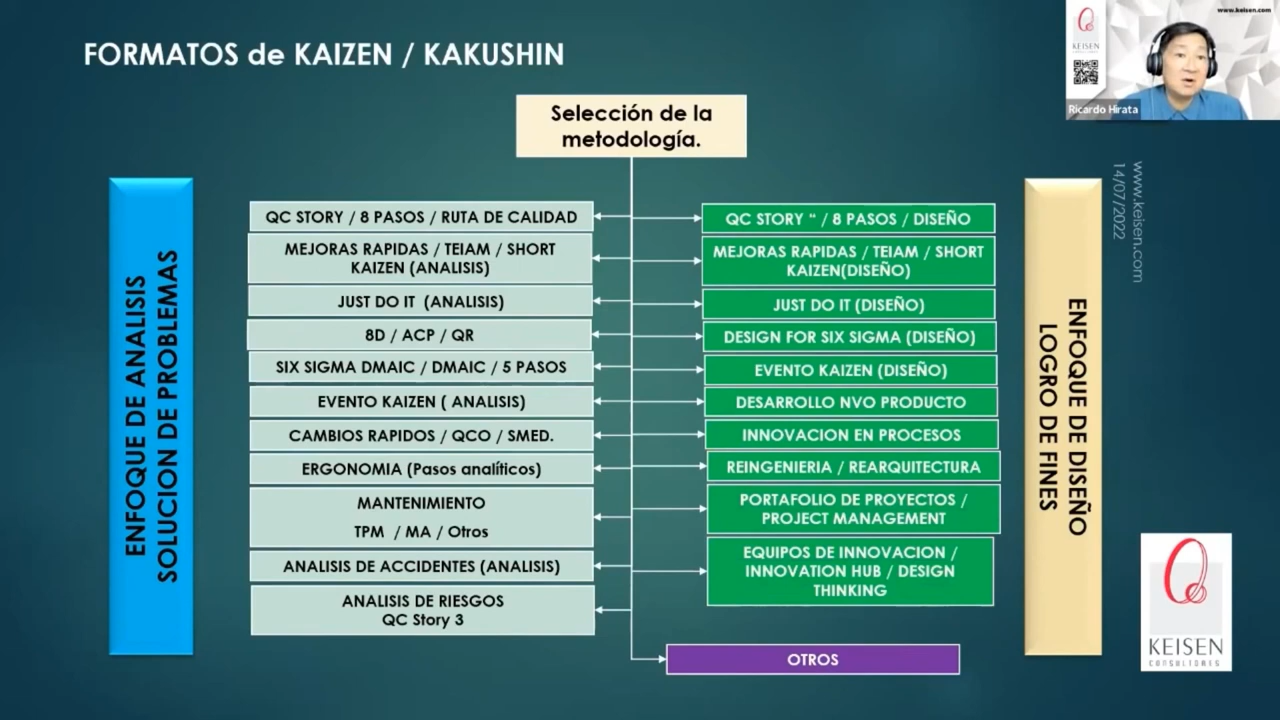 FORMATOS de KAIZEN / KAKUSHIN
www.keisen.com
KEISEN
Ricardo Hirata
Selección de la
metodología.
ENFOQUE DE ANALISIS
SOLUCION DE PROBLEMAS
QC STORY / 8 PASOS / RUTA DE CALIDAD
MEJORAS RAPIDAS / TEIAM / SHORT
KAIZEN (ANALISIS)
JUST DO IT (ANALISIS)
8D / ACP / QR
SIX SIGMA DMAIC / DMAIC / 5 PASOS
EVENTO KAIZEN ( ANALISIS)
CAMBIOS RAPIDOS / QCO / SMED.
ERGONOMIA (Pasos analíticos)
MANTENIMIENTO
TPM / MA / Otros
ANALISIS DE ACCIDENTES (ANALISIS)
ANALISIS DE RIESGOS
QC Story 3
QC STORY “ / 8 PASOS / DISEÑO
MEJORAS RAPIDAS / TEIAM / SHORT
KAIZEN(DISEÑO)
JUST DO IT (DISEÑO)
DESIGN FOR SIX SIGMA (DISEÑO)
EVENTO KAIZEN (DISEÑO)
DESARROLLO NVO PRODUCTO
INNOVACION EN PROCESOS
REINGENIERIA / REARQUITECTURA
PORTAFOLIO DE PROYECTOS /
PROJECT MANAGEMENT
EQUIPOS DE INNOVACION /
INNOVATION HUB / DESIGN
THINKING
OTROS
ENFOQUE DE DISEÑO
LOGRO DE FINES
www.keisen.com
14/07/2022
KEISEN
CONSULTORES